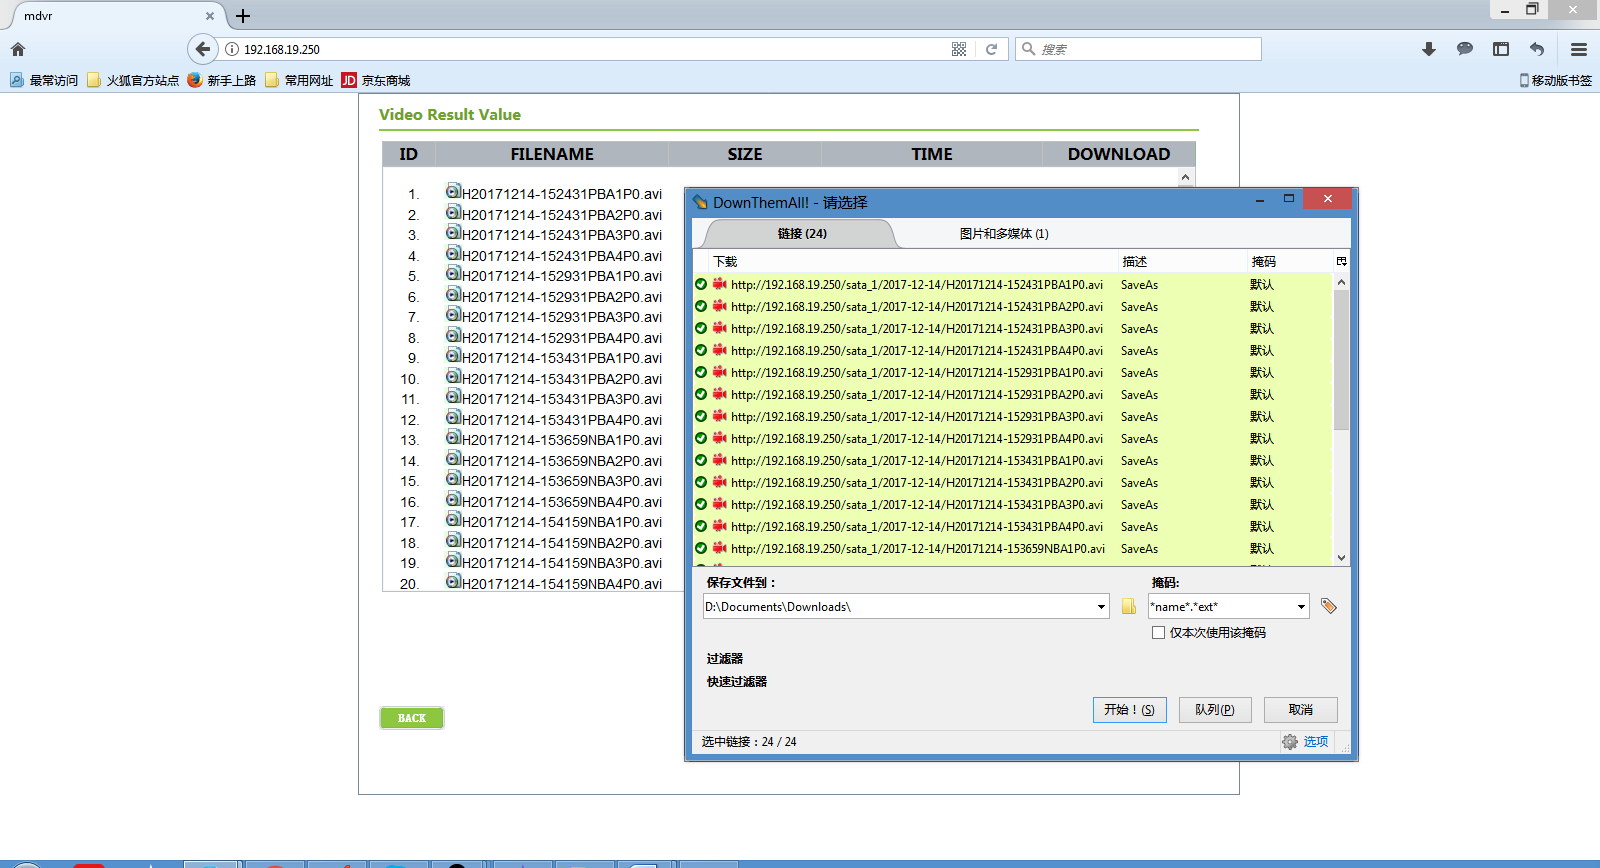 mdvr
192.168.19.250
搜索
最常访问 火狐官方站点 新手上路 常用网址 JD 京东商城 移动版书签
Video Result Value
ID FILENAME SIZE TIME DOWNLOAD
1. H20171214-152431PBA1P0.avi
2. H20171214-152431PBA2P0.avi
3. H20171214-152431PBA3P0.avi
4. H20171214-152431PBA4P0.avi
5. H20171214-152931PBA1P0.avi
6. H20171214-152931PBA2P0.avi
7. H20171214-152931PBA3P0.avi
8. H20171214-152931PBA4P0.avi
9. H20171214-153431PBA1P0.avi
10. H20171214-153431PBA2P0.avi
11. H20171214-153431PBA3P0.avi
12. H20171214-153431PBA4P0.avi
13. H20171214-153659NBA1P0.avi
14. H20171214-153659NBA2P0.avi
15. H20171214-153659NBA3P0.avi
16. H20171214-153659NBA4P0.avi
17. H20171214-154159NBA1P0.avi
18. H20171214-154159NBA2P0.avi
19. H20171214-154159NBA3P0.avi
20. H20171214-154159NBA4P0.avi
BACK
DownThemAll! - 请选择
链接 (24) 图片和多媒体 (1)
下载 描述 掩码
http://192.168.19.250/sata_1/2017-12-14/H20171214-152431PBA1P0.avi SaveAs 默认
http://192.168.19.250/sata_1/2017-12-14/H20171214-152431PBA2P0.avi SaveAs 默认
http://192.168.19.250/sata_1/2017-12-14/H20171214-152431PBA3P0.avi SaveAs 默认
http://192.168.19.250/sata_1/2017-12-14/H20171214-152431PBA4P0.avi SaveAs 默认
http://192.168.19.250/sata_1/2017-12-14/H20171214-152931PBA1P0.avi SaveAs 默认
http://192.168.19.250/sata_1/2017-12-14/H20171214-152931PBA2P0.avi SaveAs 默认
http://192.168.19.250/sata_1/2017-12-14/H20171214-152931PBA3P0.avi SaveAs 默认
http://192.168.19.250/sata_1/2017-12-14/H20171214-152931PBA4P0.avi SaveAs 默认
http://192.168.19.250/sata_1/2017-12-14/H20171214-153431PBA1P0.avi SaveAs 默认
http://192.168.19.250/sata_1/2017-12-14/H20171214-153431PBA2P0.avi SaveAs 默认
http://192.168.19.250/sata_1/2017-12-14/H20171214-153431PBA3P0.avi SaveAs 默认
http://192.168.19.250/sata_1/2017-12-14/H20171214-153431PBA4P0.avi SaveAs 默认
http://192.168.19.250/sata_1/2017-12-14/H20171214-153659NBA1P0.avi SaveAs 默认
保存文件到： 掩码:
D:\Documents\Downloads\ *name*.*ext*
仅本次使用该掩码
过滤器
快速过滤器
开始！(S) 队列(P) 取消
选中链接：24 / 24 选项